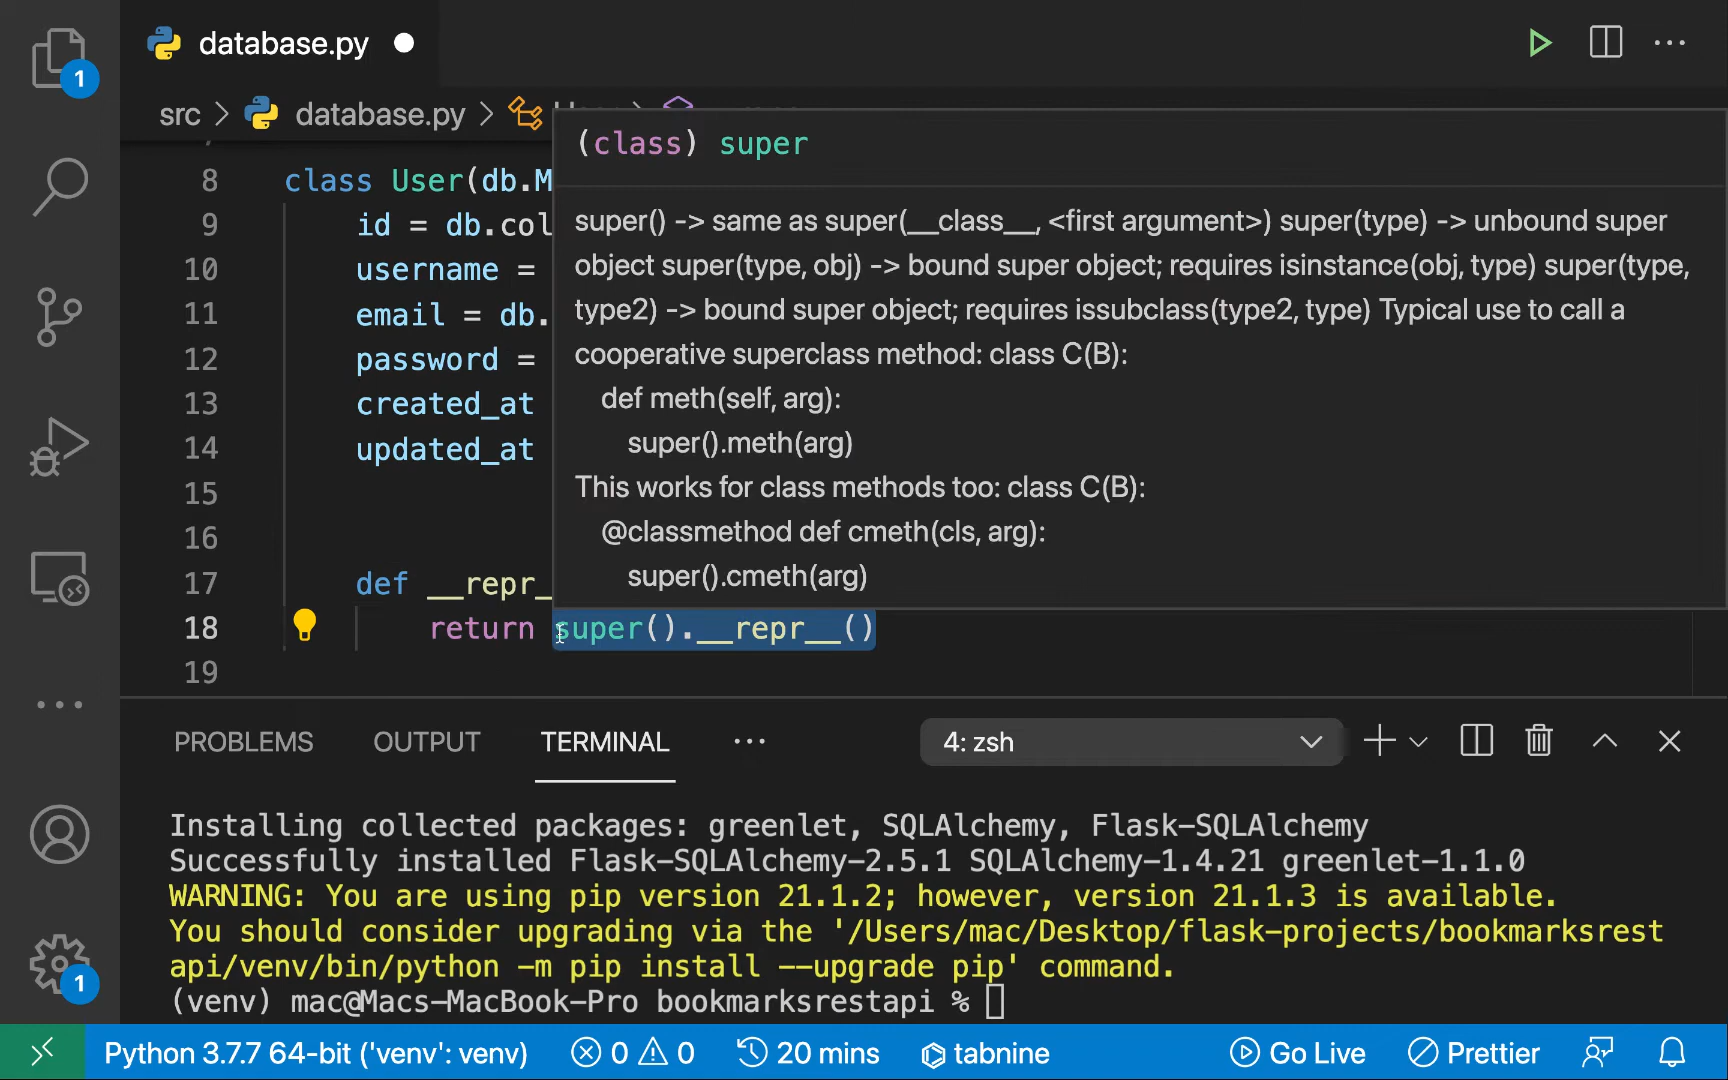 1
database.py
src > database.py >
(class) super
super() -> same as super(__class__, <first argument>) super(type) -> unbound super
object super(type, obj) -> bound super object; requires isinstance(obj, type) super(type,
type2) -> bound super object; requires issubclass(type2, type) Typical use to call a
cooperative superclass method: class C(B):
def meth(self, arg):
super().meth(arg)
This works for class methods too: class C(B):
@classmethod def cmeth(cls, arg):
super().cmeth(arg)
8 class User(db.M
9 id = db.col
10 username =
11 email = db.
12 password =
13 created_at
14 updated_at
15
16
17 def __repr_
18 return super().__repr__()
19
PROBLEMS OUTPUT TERMINAL ··· 4: zsh
Installing collected packages: greenlet, SQLAlchemy, Flask-SQLAlchemy
Successfully installed Flask-SQLAlchemy-2.5.1 SQLAlchemy-1.4.21 greenlet-1.1.0
WARNING: You are using pip version 21.1.2; however, version 21.1.3 is available.
You should consider upgrading via the '/Users/mac/Desktop/flask-projects/bookmarksrest
api/venv/bin/python -m pip install --upgrade pip' command.
(venv) mac@Macs-MacBook-Pro bookmarksrestapi %
1
Python 3.7.7 64-bit ('venv': venv) 0 0 20 mins tabnine Go Live Prettier